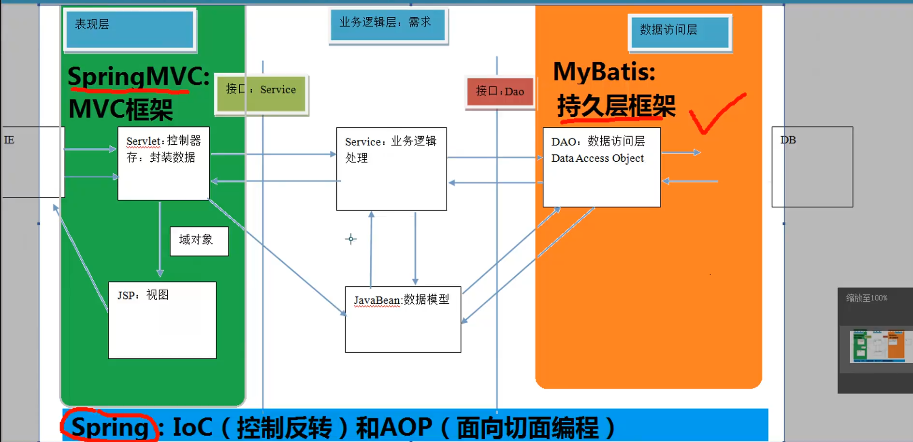 表现层
业务逻辑层：需求
数据访问层
SpringMVC:
MVC框架
接口：Service
接口：Dao
MyBatis:
持久层框架
IE
Servlet：控制器
存：封装数据
Service：业务逻辑
处理
DAO：数据访问层
Data Access Object
DB
域对象
JSP：视图
JavaBean:数据模型
缩放至100%
Spring：IoC（控制反转）和AOP（面向切面编程）